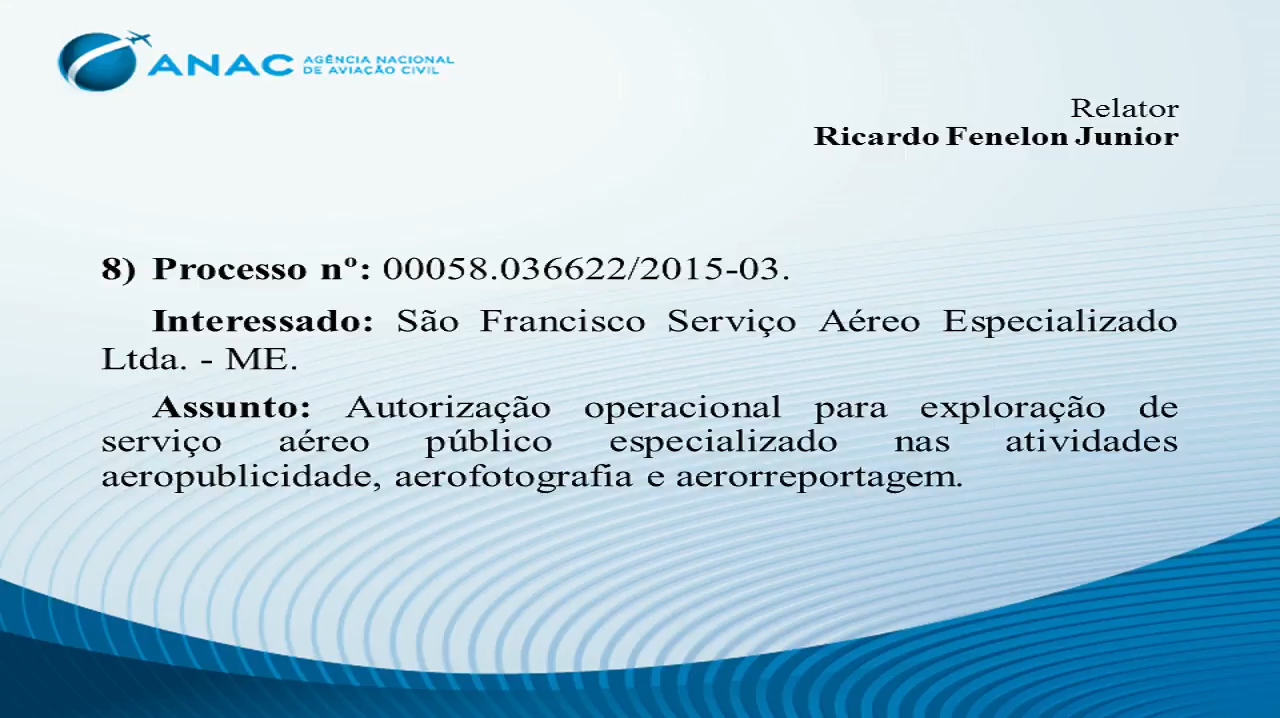 ANAC AGÊNCIA NACIONAL
DE AVIAÇÃO CIVIL
Relator
Ricardo Fenelon Junior
8) Processo nº: 00058.036622/2015-03.
Interessado: São Francisco Serviço Aéreo Especializado
Ltda. - ME.
Assunto: Autorização operacional para exploração de
serviço aéreo público especializado nas atividades
aeropublicidade, aerofotografia e aerorreportagem.